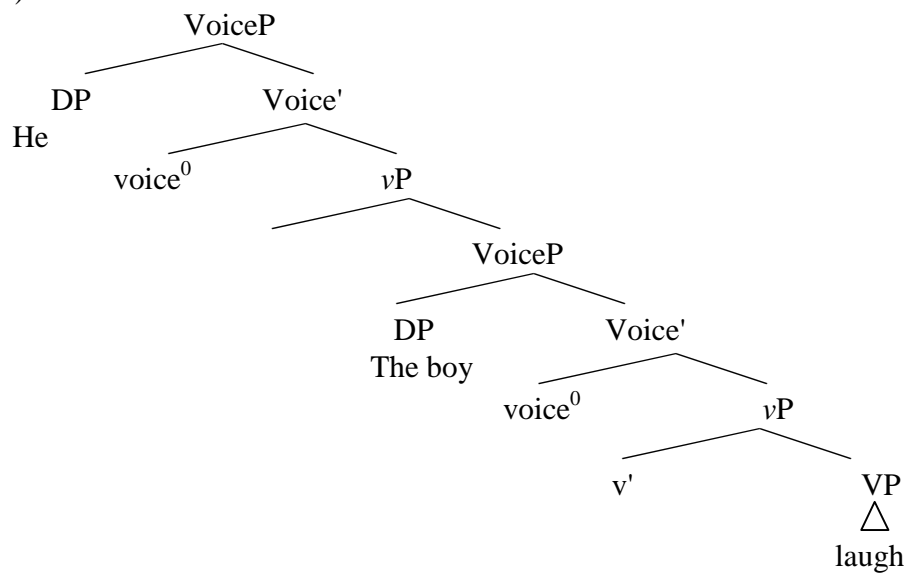 )
VoiceP
DP Voice'
He
voice⁰ vP
VoiceP
DP Voice'
The boy
voice⁰ vP
v' VP
laugh